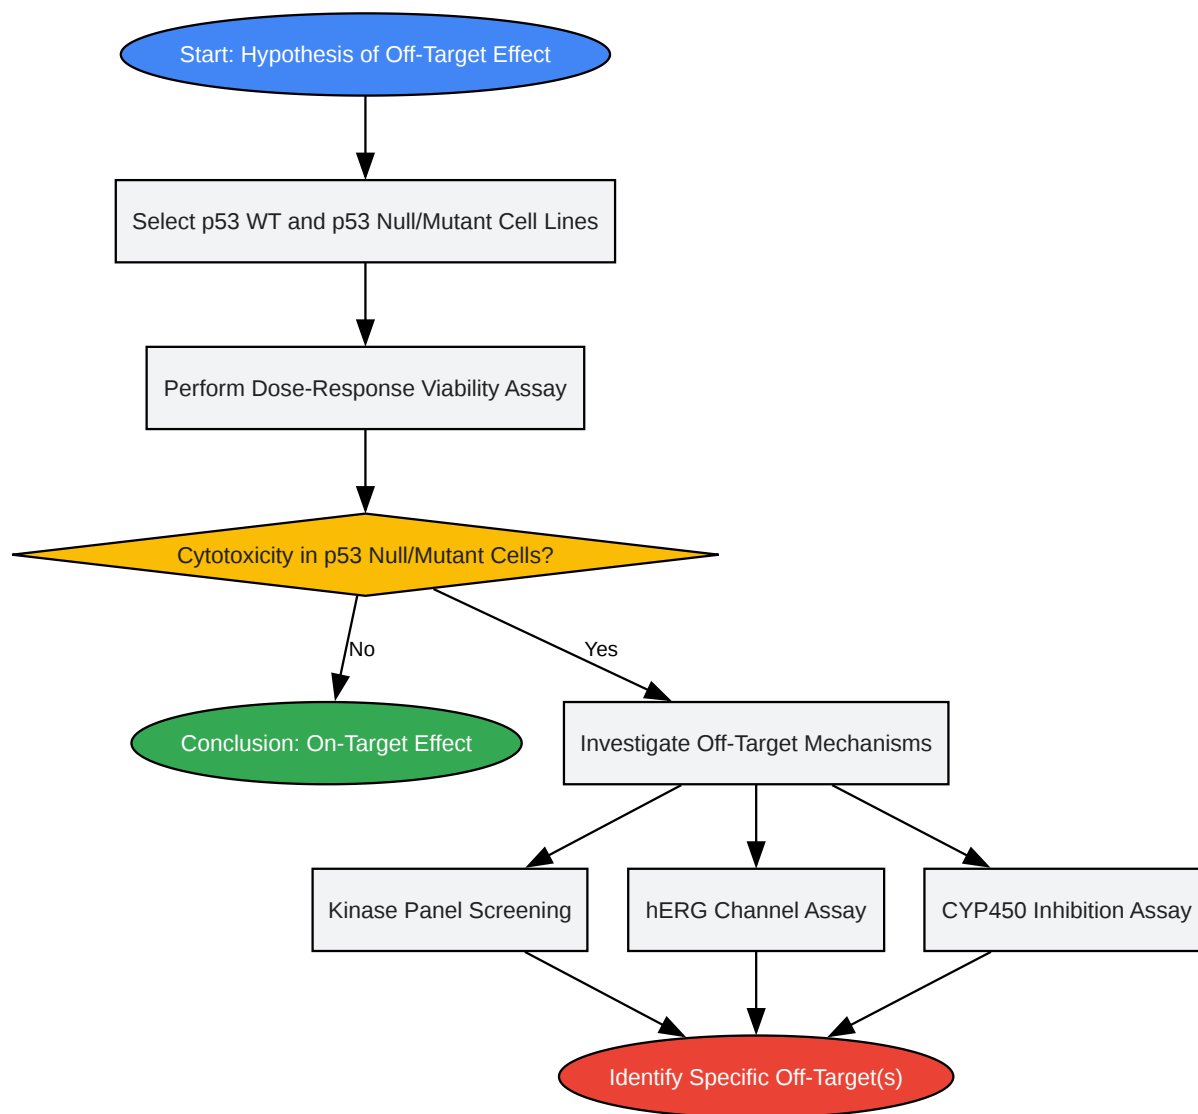 Start: Hypothesis of Off-Target Effect
Select p53 WT and p53 Null/Mutant Cell Lines
Perform Dose-Response Viability Assay
Cytotoxicity in p53 Null/Mutant Cells?
No
Yes
Conclusion: On-Target Effect
Investigate Off-Target Mechanisms
Kinase Panel Screening
hERG Channel Assay
CYP450 Inhibition Assay
Identify Specific Off-Target(s)